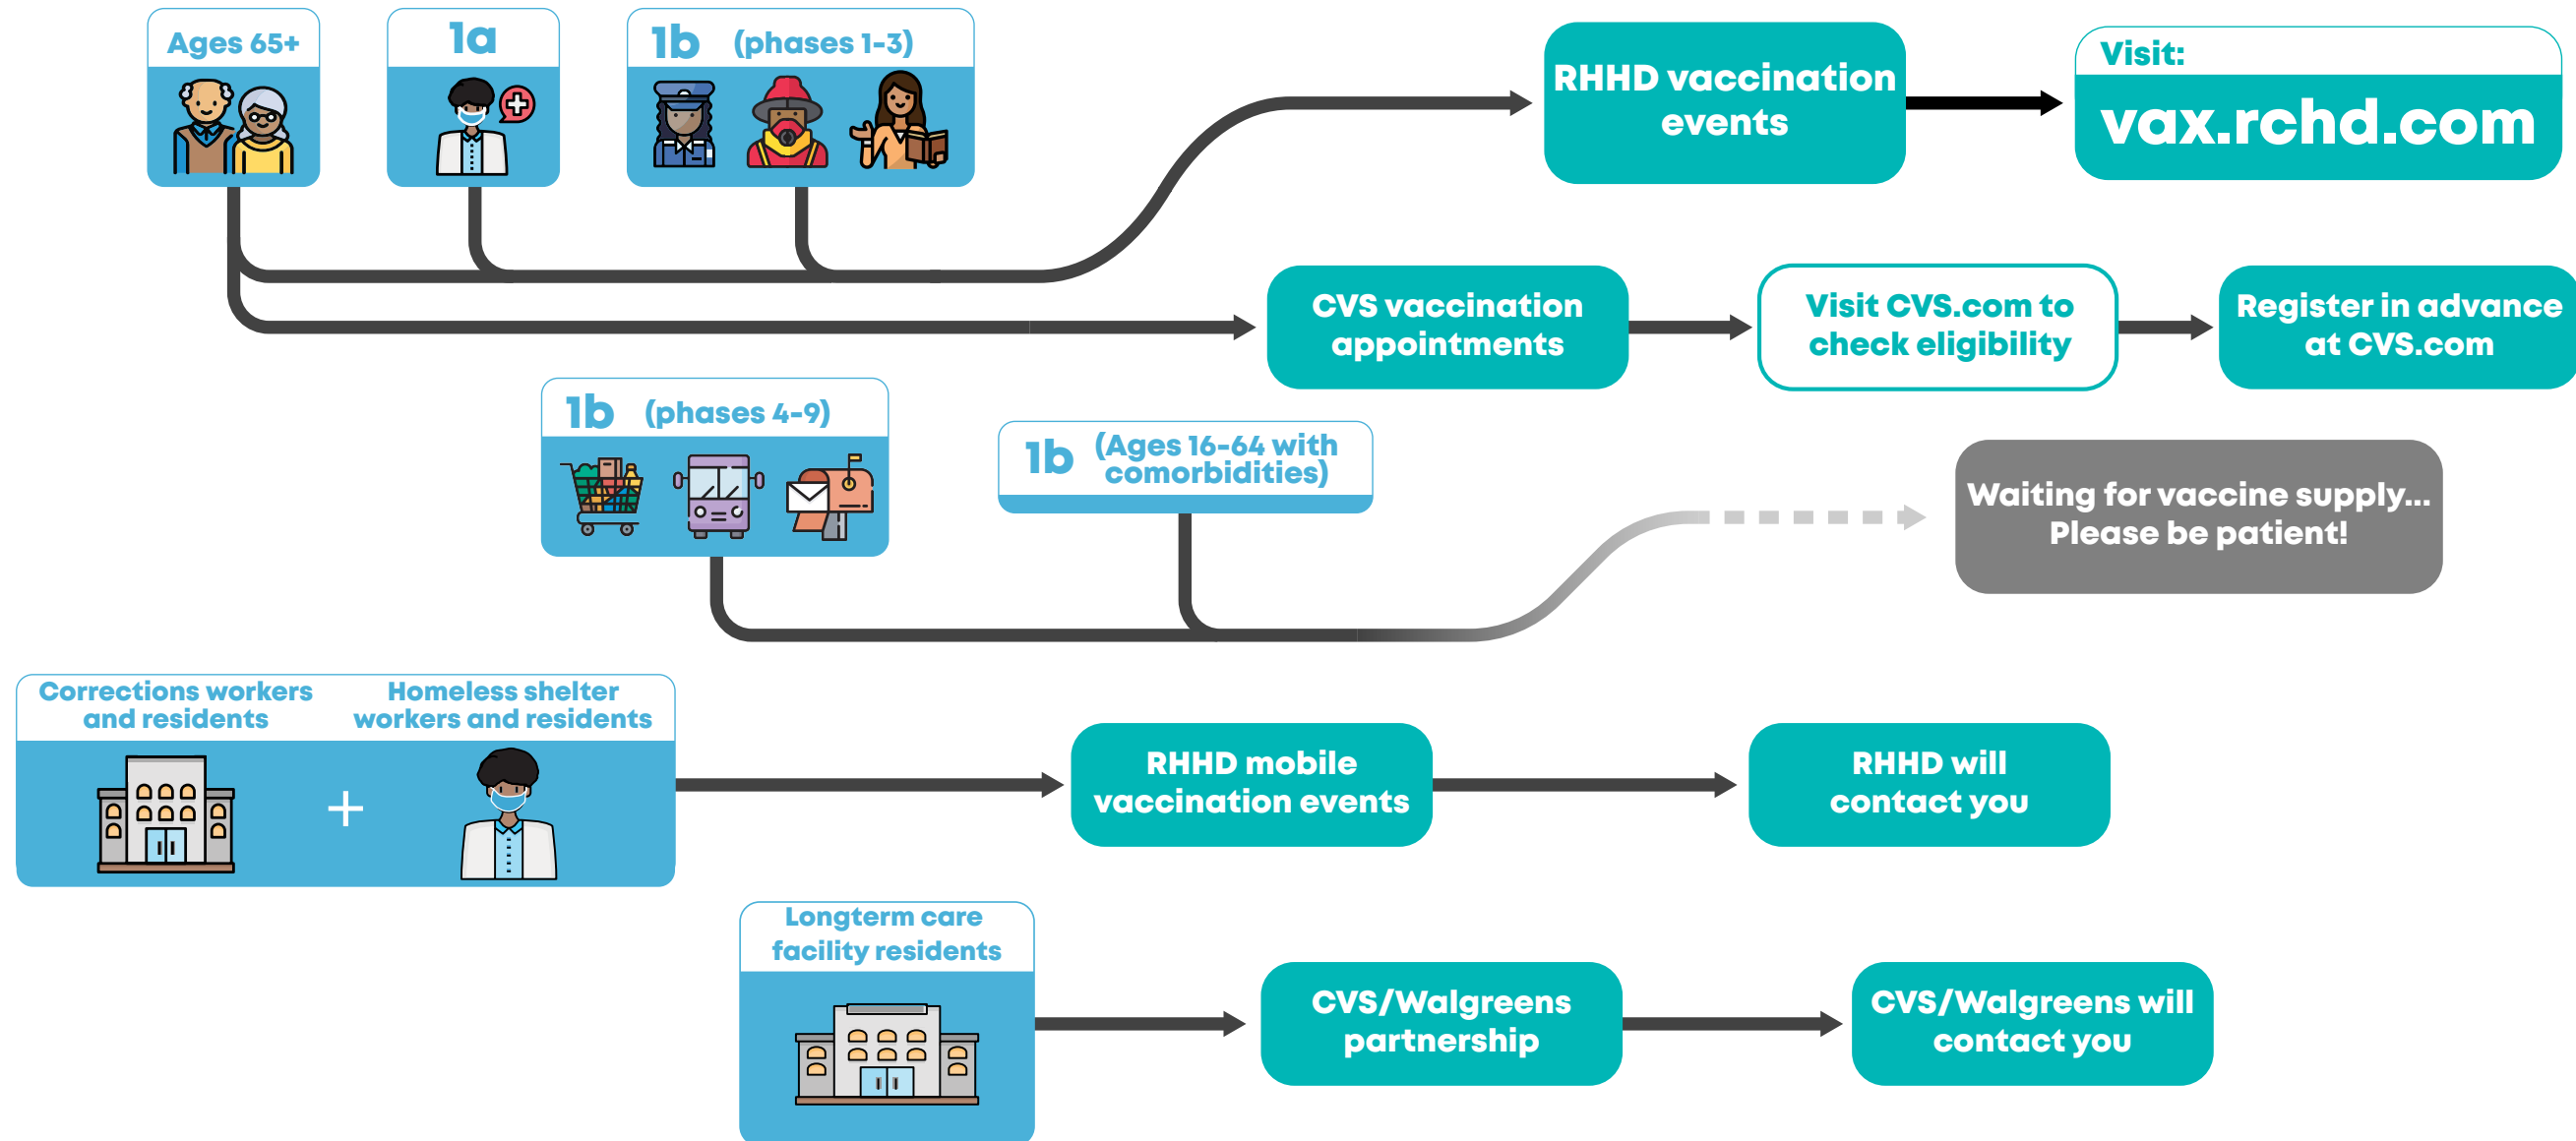 Ages 65+
1a
1b (phases 1-3)
RHHD vaccination
events
Visit:
vax.rchd.com
CVS vaccination
appointments
Visit CVS.com to
check eligibility
Register in advance
at CVS.com
1b (phases 4-9)
1b (Ages 16-64 with
comorbidities)
Waiting for vaccine supply...
Please be patient!
Corrections workers
and residents
Homeless shelter
workers and residents
+
RHHD mobile
vaccination events
RHHD will
contact you
Longterm care
facility residents
CVS/Walgreens
partnership
CVS/Walgreens will
contact you